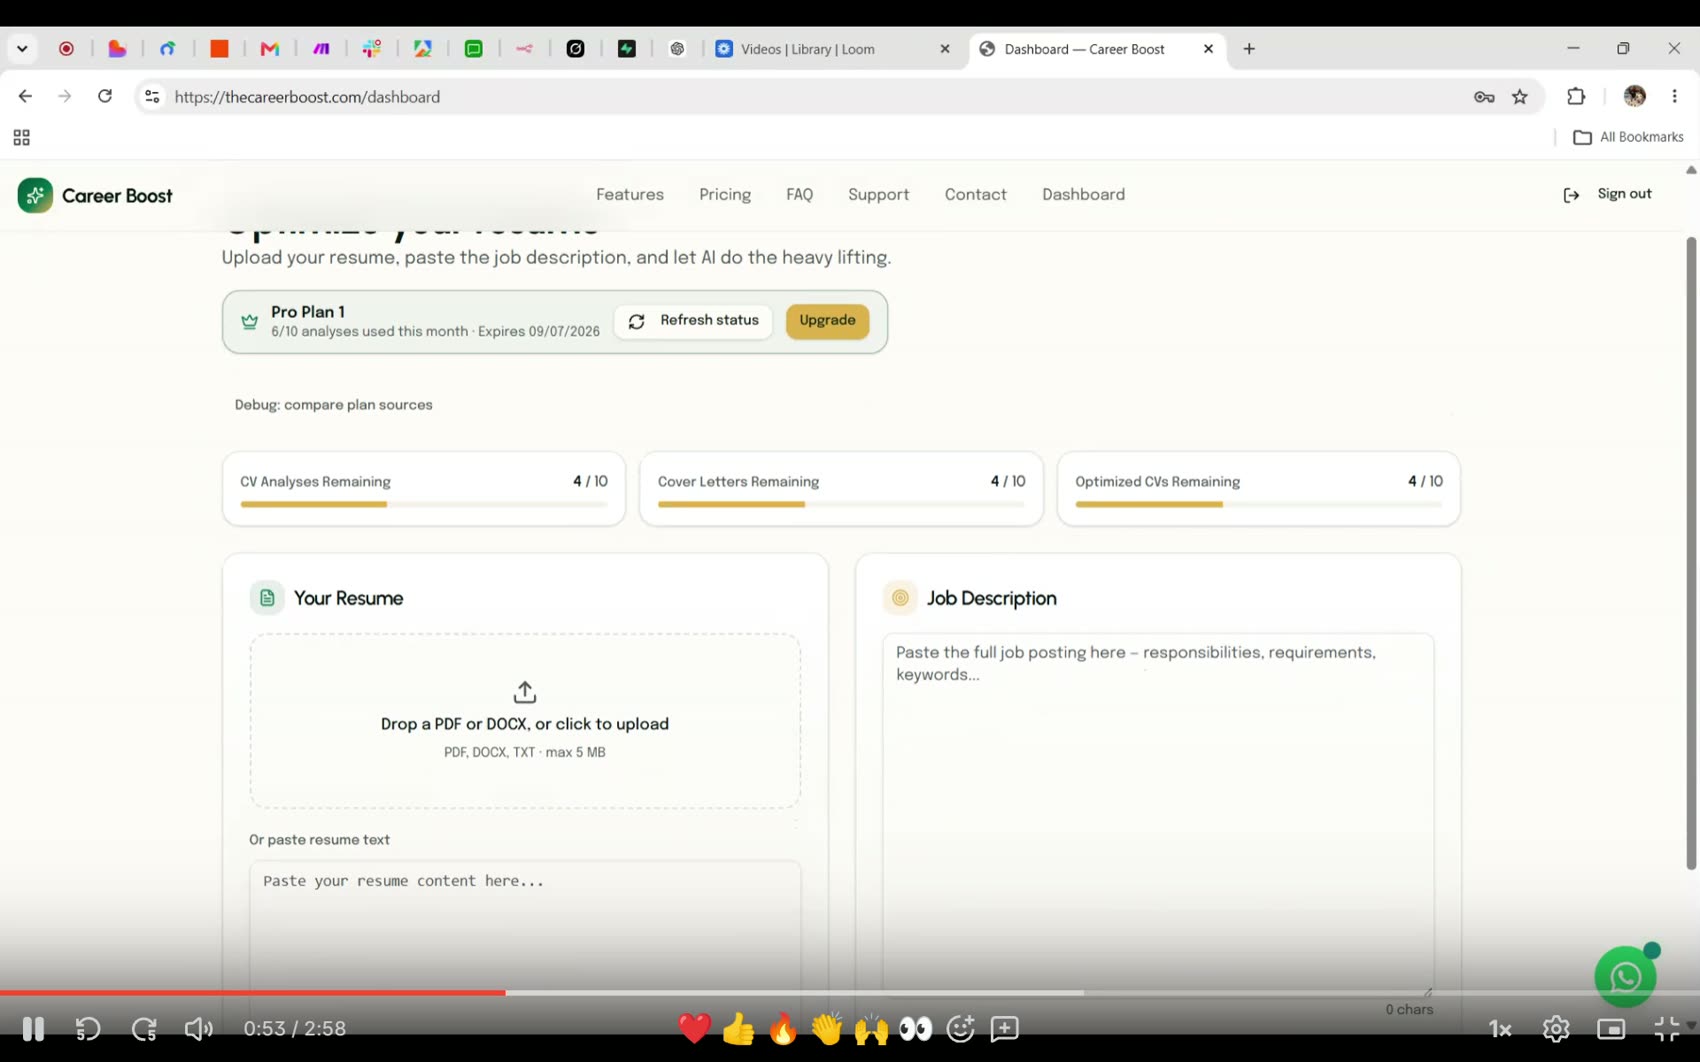 Videos | Library | Loom
Dashboard — Career Boost
https://thecareerboost.com/dashboard
All Bookmarks
Career Boost
Features
Pricing
FAQ
Support
Contact
Dashboard
Sign out
Optimize your resume
Upload your resume, paste the job description, and let AI do the heavy lifting.
Pro Plan 1
6/10 analyses used this month · Expires 09/07/2026
Refresh status
Upgrade
Debug: compare plan sources
CV Analyses Remaining
4 / 10
Cover Letters Remaining
4 / 10
Optimized CVs Remaining
4 / 10
Your Resume
Drop a PDF or DOCX, or click to upload
PDF, DOCX, TXT · max 5 MB
Or paste resume text
Paste your resume content here...
Job Description
Paste the full job posting here – responsibilities, requirements,
keywords...
0 chars
5
5
0:53 / 2:58
1x